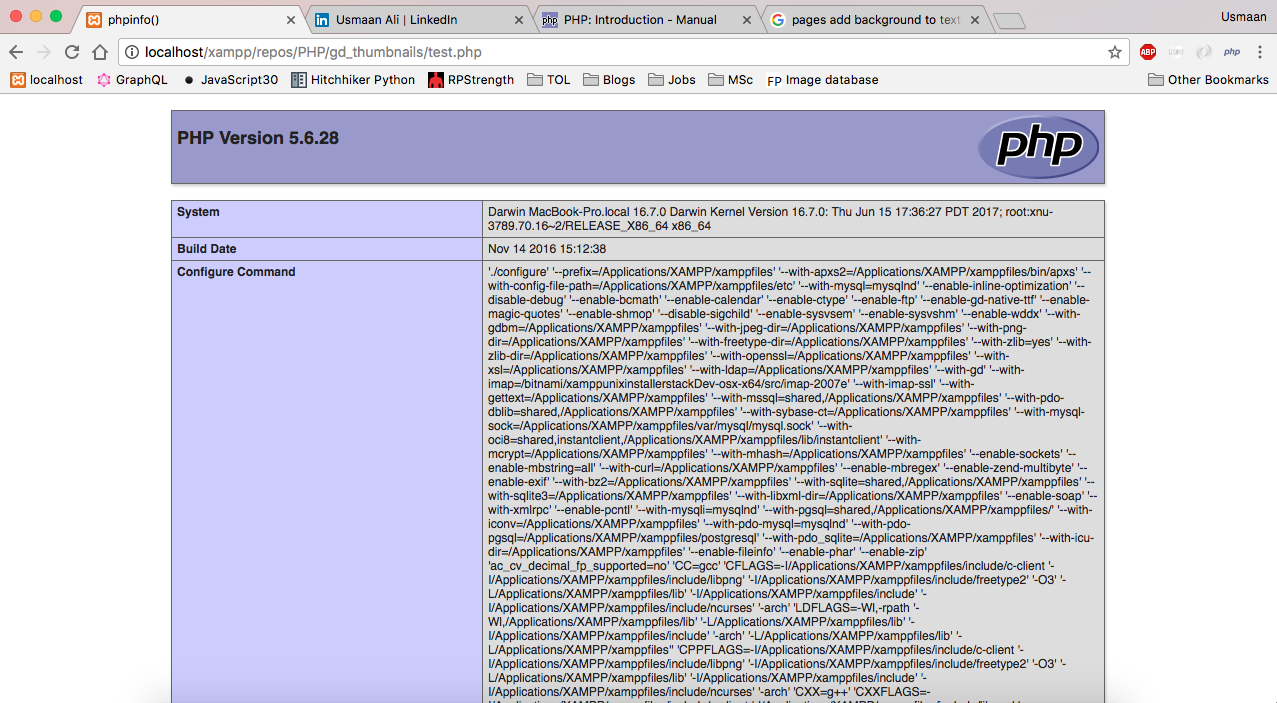 phpinfo()
Usmaan Ali | LinkedIn
php
PHP: Introduction - Manual
pages add background to text
Usmaan
localhost/xampp/repos/PHP/gd_thumbnails/test.php
ABP
php
localhost
GraphQL
JavaScript30
Hitchhiker Python
RPStrength
TOL
Blogs
Jobs
MSc
FP
Image database
Other Bookmarks
PHP Version 5.6.28
php
System
Darwin MacBook-Pro.local 16.7.0 Darwin Kernel Version 16.7.0: Thu Jun 15 17:36:27 PDT 2017; root:xnu-
3789.70.16~2/RELEASE_X86_64 x86_64
Build Date
Nov 14 2016 15:12:38
Configure Command
'./configure' '--prefix=/Applications/XAMPP/xamppfiles' '--with-apxs2=/Applications/XAMPP/xamppfiles/bin/apxs' '--
with-config-file-path=/Applications/XAMPP/xamppfiles/etc' '--with-mysql=mysqlnd' '--enable-inline-optimization' '--
disable-debug' '--enable-bcmath' '--enable-calendar' '--enable-ctype' '--enable-ftp' '--enable-gd-native-ttf' '--enable-
magic-quotes' '--enable-shmop' '--disable-sigchild' '--enable-sysvsem' '--enable-sysvshm' '--enable-wddx' '--with-
gdbm=/Applications/XAMPP/xamppfiles' '--with-jpeg-dir=/Applications/XAMPP/xamppfiles' '--with-png-
dir=/Applications/XAMPP/xamppfiles' '--with-freetype-dir=/Applications/XAMPP/xamppfiles' '--with-zlib=yes' '--with-
zlib-dir=/Applications/XAMPP/xamppfiles' '--with-openssl=/Applications/XAMPP/xamppfiles' '--with-
xsl=/Applications/XAMPP/xamppfiles' '--with-ldap=/Applications/XAMPP/xamppfiles' '--with-gd' '--with-
imap=/bitnami/xamppunixinstallerstackDev-osx-x64/src/imap-2007e' '--with-imap-ssl' '--with-
gettext=/Applications/XAMPP/xamppfiles' '--with-mssql=shared,/Applications/XAMPP/xamppfiles' '--with-pdo-
dblib=shared,/Applications/XAMPP/xamppfiles' '--with-sybase-ct=/Applications/XAMPP/xamppfiles' '--with-mysql-
sock=/Applications/XAMPP/xamppfiles/var/mysql/mysql.sock' '--with-
oci8=shared,instantclient,/Applications/XAMPP/xamppfiles/lib/instantclient' '--with-
mcrypt=/Applications/XAMPP/xamppfiles' '--with-mhash=/Applications/XAMPP/xamppfiles' '--enable-sockets' '--
enable-mbstring=all' '--with-curl=/Applications/XAMPP/xamppfiles' '--enable-mbregex' '--enable-zend-multibyte' '--
enable-exif' '--with-bz2=/Applications/XAMPP/xamppfiles' '--with-sqlite=shared,/Applications/XAMPP/xamppfiles' '--
with-sqlite3=/Applications/XAMPP/xamppfiles' '--with-libxml-dir=/Applications/XAMPP/xamppfiles' '--enable-soap' '--
with-xmlrpc' '--enable-pcntl' '--with-mysqli=mysqlnd' '--with-pgsql=shared,/Applications/XAMPP/xamppfiles/' '--with-
iconv=/Applications/XAMPP/xamppfiles' '--with-pdo-mysql=mysqlnd' '--with-pdo-
pgsql=/Applications/XAMPP/xamppfiles/postgresql' '--with-pdo_sqlite=/Applications/XAMPP/xamppfiles' '--with-icu-
dir=/Applications/XAMPP/xamppfiles' '--enable-fileinfo' '--enable-phar' '--enable-zip'
'ac_cv_decimal_fp_supported=no' 'CC=gcc' 'CFLAGS=-I/Applications/XAMPP/xamppfiles/include/c-client -
I/Applications/XAMPP/xamppfiles/include/libpng' '-I/Applications/XAMPP/xamppfiles/include/freetype2' '-O3' '-
L/Applications/XAMPP/xamppfiles/lib' '-I/Applications/XAMPP/xamppfiles/include' '-
I/Applications/XAMPP/xamppfiles/include/ncurses' '-arch' 'LDFLAGS=-Wl,-rpath '-
Wl,/Applications/XAMPP/xamppfiles/lib' '-L/Applications/XAMPP/xamppfiles/lib' '-
I/Applications/XAMPP/xamppfiles/include' '-arch' '-L/Applications/XAMPP/xamppfiles/lib' '-
L/Applications/XAMPP/xamppfiles'' 'CPPFLAGS=-I/Applications/XAMPP/xamppfiles/include/c-client -
I/Applications/XAMPP/xamppfiles/include/libpng' '-I/Applications/XAMPP/xamppfiles/include/freetype2' '-O3' '-
L/Applications/XAMPP/xamppfiles/lib' '-I/Applications/XAMPP/xamppfiles/include' '-
I/Applications/XAMPP/xamppfiles/include/ncurses' '-arch' 'CXX=g++' 'CXXFLAGS=-